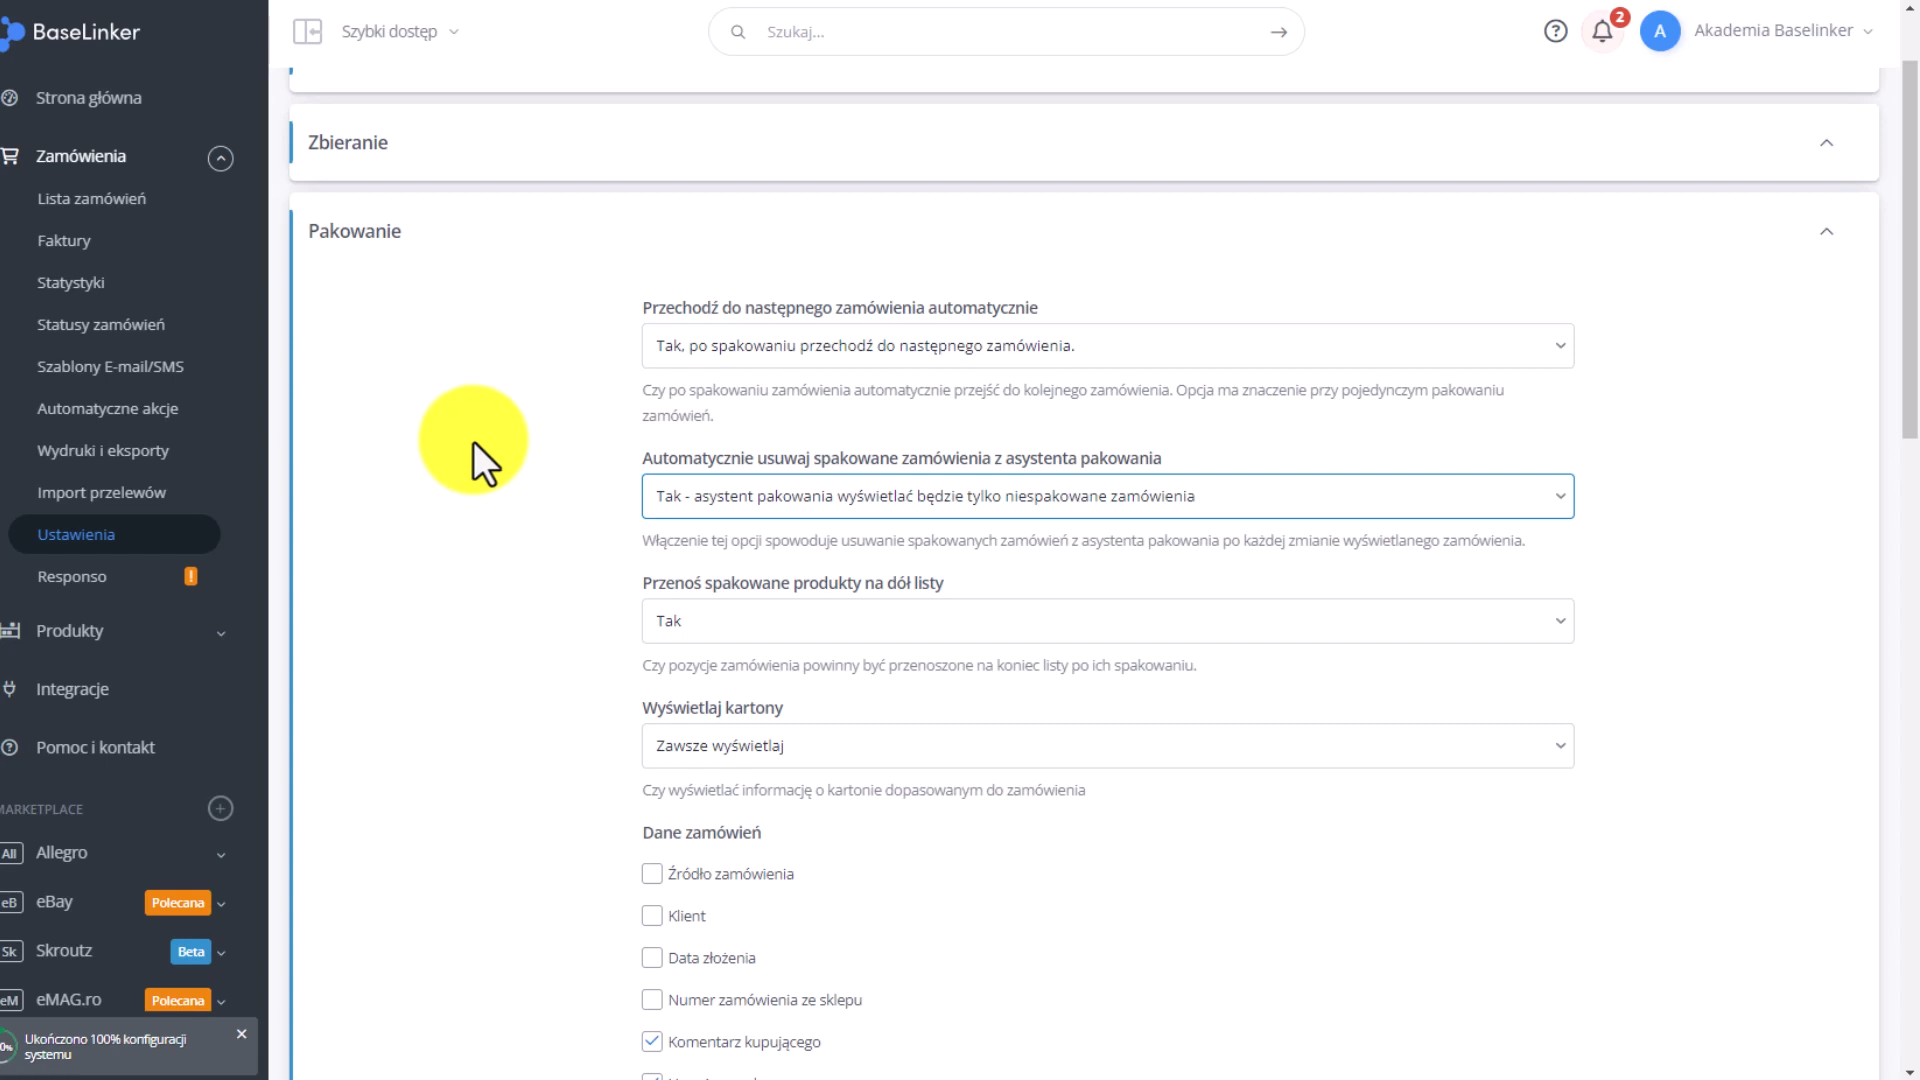 BaseLinker
Szybki dostęp
Szukaj...
2
A
Akademia Baselinker
Strona główna
Zamówienia
Lista zamówień
Faktury
Statystyki
Statusy zamówień
Szablony E-mail/SMS
Automatyczne akcje
Wydruki i eksporty
Import przelewów
Ustawienia
Responso
!
Produkty
Integracje
Pomoc i kontakt
MARKETPLACE
All Allegro
eB eBay Polecana
Sk Skroutz Beta
eM eMAG.ro Polecana
Ukończono 100% konfiguracji
systemu
Zbieranie
Pakowanie
Przechodź do następnego zamówienia automatycznie
Tak, po spakowaniu przechodź do następnego zamówienia.
Czy po spakowaniu zamówienia automatycznie przejść do kolejnego zamówienia. Opcja ma znaczenie przy pojedynczym pakowaniu
zamówień.
Automatycznie usuwaj spakowane zamówienia z asystenta pakowania
Tak - asystent pakowania wyświetlać będzie tylko niespakowane zamówienia
Włączenie tej opcji spowoduje usuwanie spakowanych zamówień z asystenta pakowania po każdej zmianie wyświetlanego zamówienia.
Przenoś spakowane produkty na dół listy
Tak
Czy pozycje zamówienia powinny być przenoszone na koniec listy po ich spakowaniu.
Wyświetlaj kartony
Zawsze wyświetlaj
Czy wyświetlać informację o kartonie dopasowanym do zamówienia
Dane zamówień
Źródło zamówienia
Klient
Data złożenia
Numer zamówienia ze sklepu
Komentarz kupującego